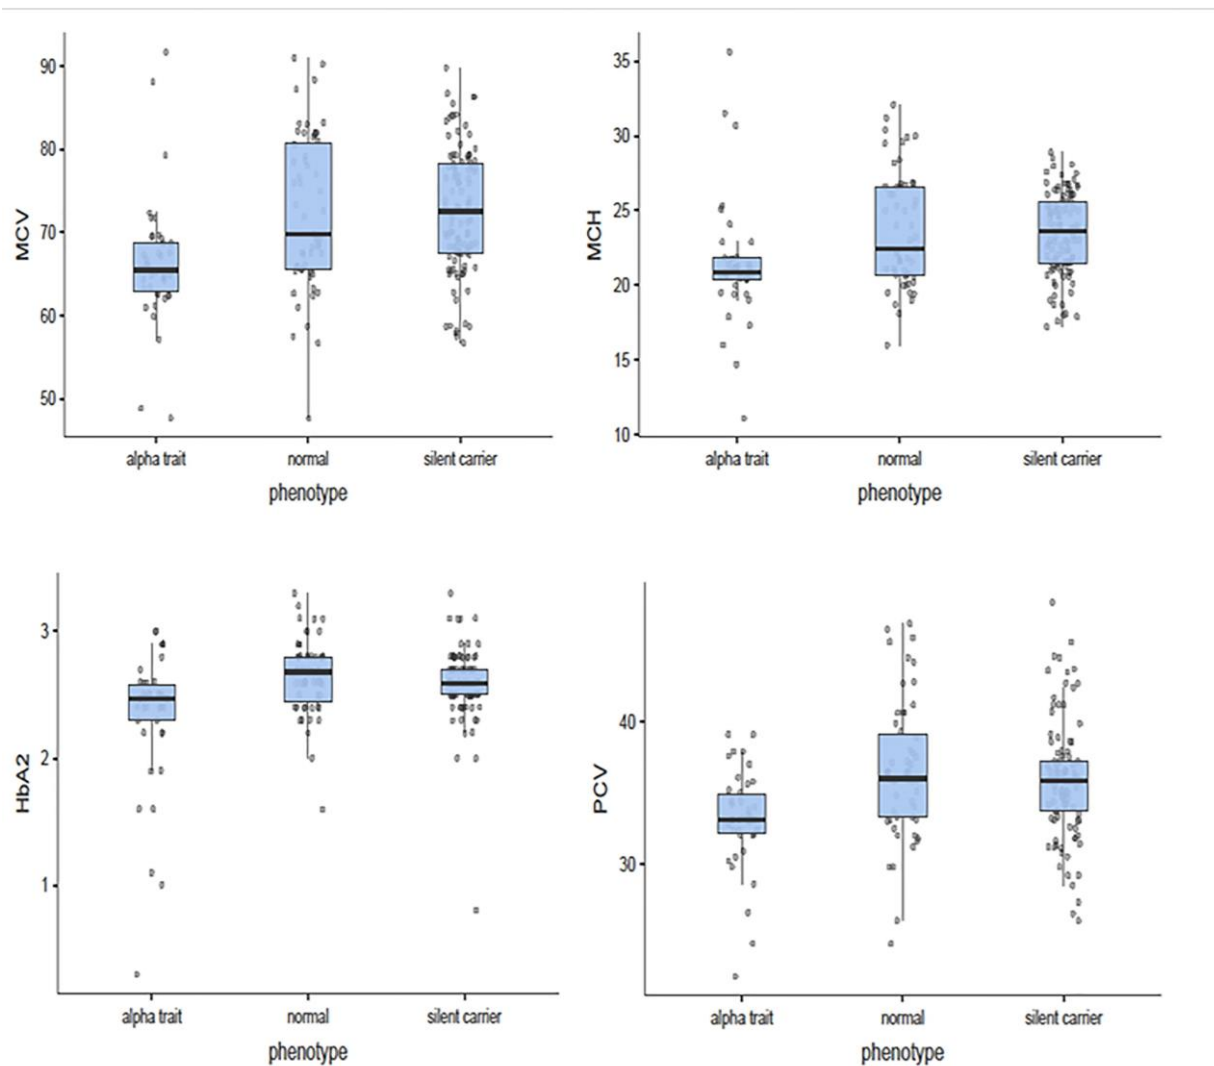 MCV
90
80
70
60
50
alpha trait normal silent carrier
phenotype
MCH
35
30
25
20
15
10
alpha trait normal silent carrier
phenotype
HbA2
3
2
1
alpha trait normal silent carrier
phenotype
PCV
40
30
alpha trait normal silent carrier
phenotype